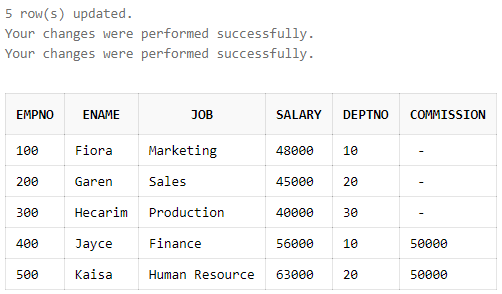 5 row(s) updated.
Your changes were performed successfully.
Your changes were performed successfully.
EMPNO ENAME JOB SALARY DEPTNO COMMISSION
100 Fiora Marketing 48000 10 -
200 Garen Sales 45000 20 -
300 Hecarim Production 40000 30 -
400 Jayce Finance 56000 10 50000
500 Kaisa Human Resource 63000 20 50000